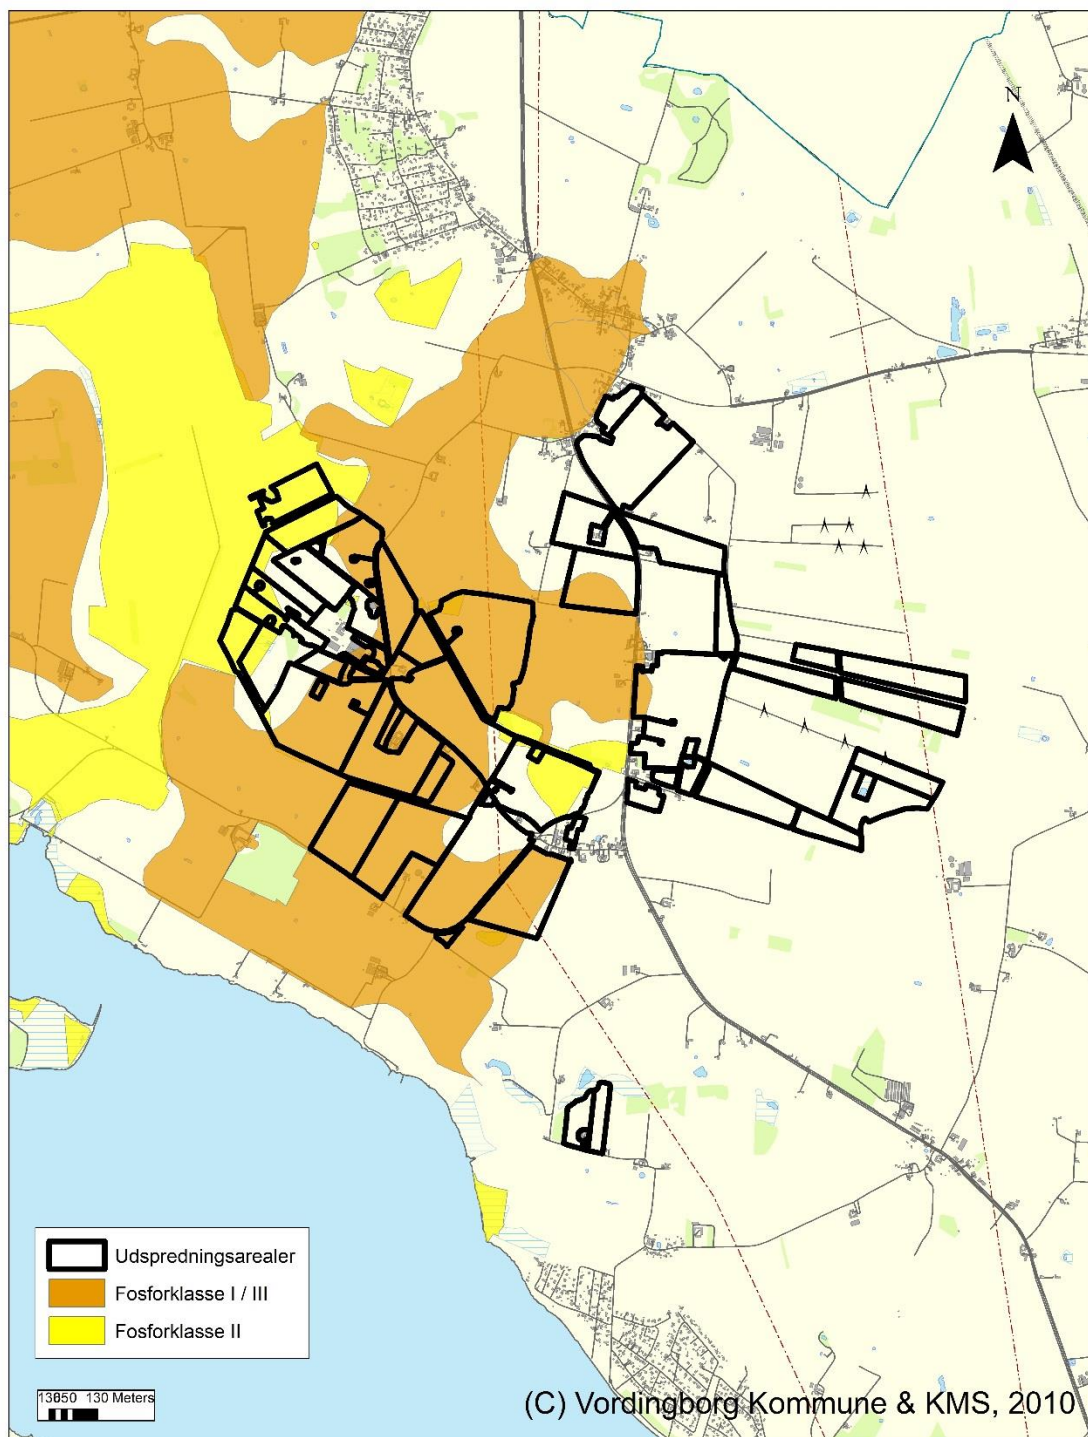 N
Udspredningsarealer
Fosforklasse I / III
Fosforklasse II
130 Meters
(C) Vordingborg Kommune & KMS, 2010